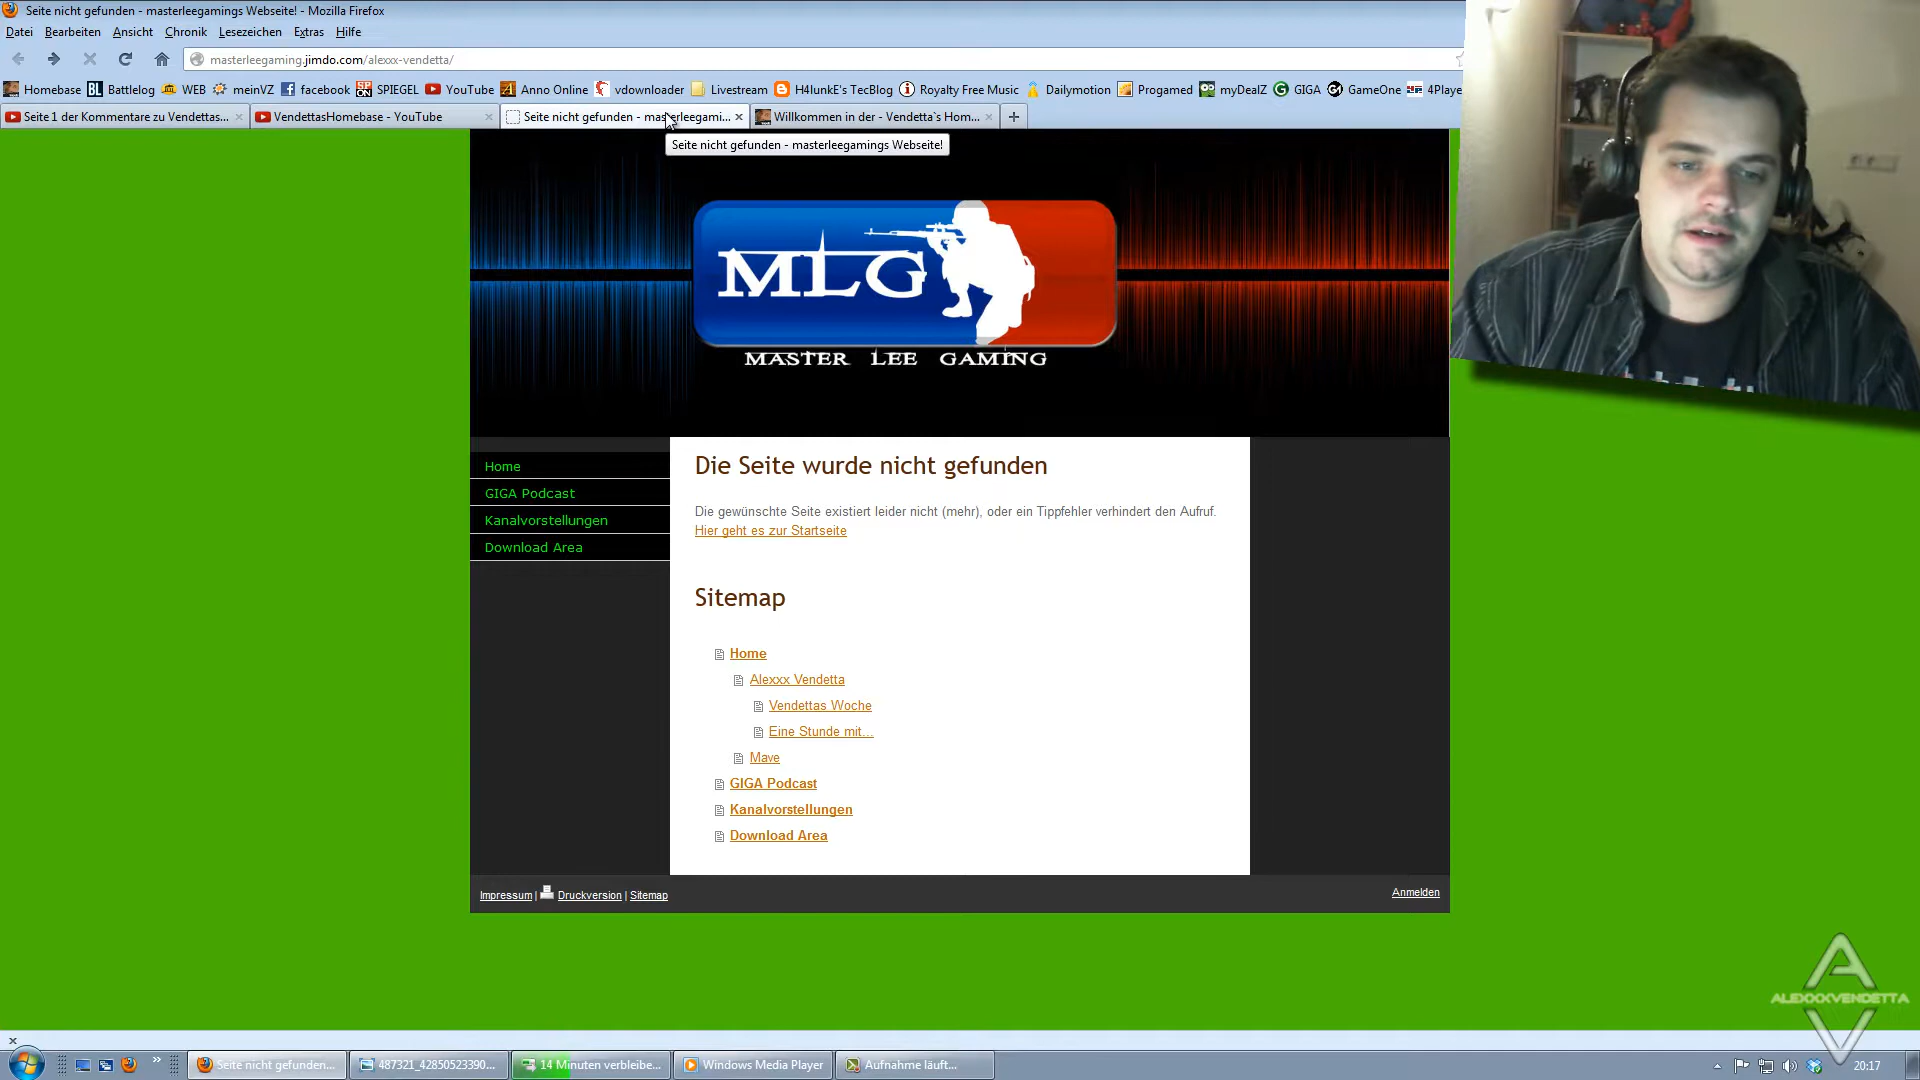 Seite nicht gefunden - masterleegamings Webseite! - Mozilla Firefox
Datei Bearbeiten Ansicht Chronik Lesezeichen Extras Hilfe
masterleegaming.jimdo.com/alexxx-vendetta/
Homebase Battlelog WEB meinVZ facebook SPIEGEL YouTube Anno Online vdownloader Livestream H4lunkE's TecBlog Royalty Free Music Dailymotion Progamed myDealZ GIGA GameOne 4Playe
Seite 1 der Kommentare zu Vendettas... VendettasHomebase - YouTube Seite nicht gefunden - masterleegami... Willkommen in der - Vendetta`s Hom...
Seite nicht gefunden - masterleegamings Webseite!
MLG
MASTER LEE GAMING
Home
GIGA Podcast
Kanalvorstellungen
Download Area
Die Seite wurde nicht gefunden
Die gewünschte Seite existiert leider nicht (mehr), oder ein Tippfehler verhindert den Aufruf.
Hier geht es zur Startseite
Sitemap
Home
Alexxx Vendetta
Vendettas Woche
Eine Stunde mit...
Mave
GIGA Podcast
Kanalvorstellungen
Download Area
Impressum | Druckversion | Sitemap
Anmelden
ALEXXXVENDETTA
Seite nicht gefunden... 487321_42850523390... 14 Minuten verbleibe... Windows Media Player Aufnahme läuft... 20:17